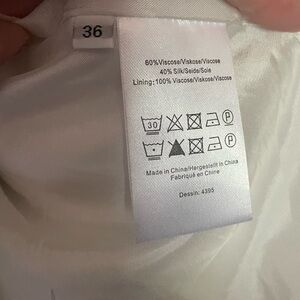 36
60%Viscose/Viskose/Viscose
40% Silk/Seide/Soie
Lining: 100% Viscose/Viskose/Viscose
30 P
P
Made in China/Hergestellt in China
Fabriqué en Chine
Dessin: 4395